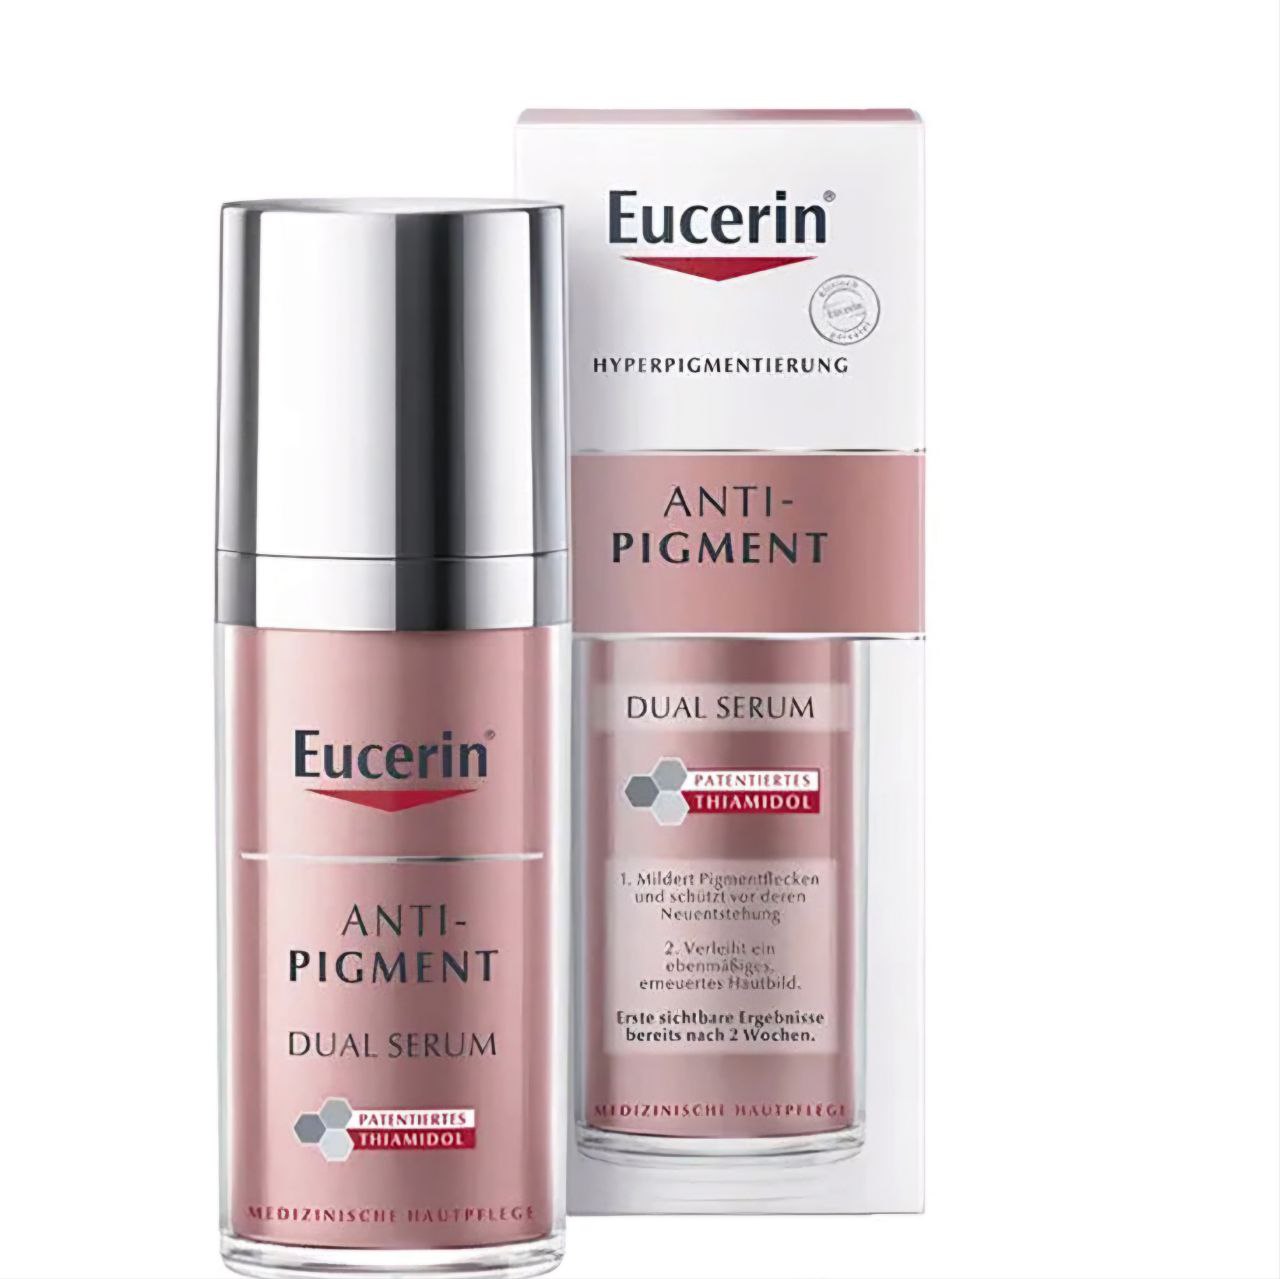 Eucerin®
HYPERPIGMENTIERUNG
ANTI-
PIGMENT
DUAL SERUM
PATENTIERTES
THIAMIDOL
1. Mildert Pigmentflecken
und schützt vor deren
Neuentstehung
2. Verleiht ein
ebenmäßiges,
erneuertes Hautbild.
Erste sichtbare Ergebnisse
bereits nach 2 Wochen.
MEDIZINISCHE HAUTPFLEGE
Eucerin®
ANTI-
PIGMENT
DUAL SERUM
PATENTIERTES
THIAMIDOL
MEDIZINISCHE HAUTPFLEGE